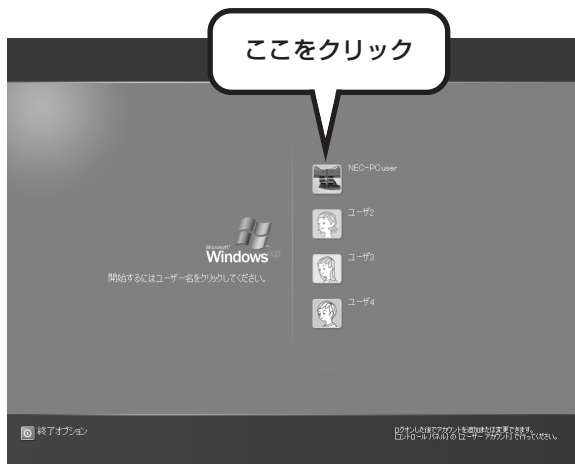 ここをクリック
NEC-PCuser
ユーザ2
ユーザ3
ユーザ4
Microsoft
Windows xp
開始するにはユーザー名をクリックしてください。
終了オプション
ログオンした後でアカウントを追加または変更できます。
[コントロール パネル] の [ユーザー アカウント] で行ってください。